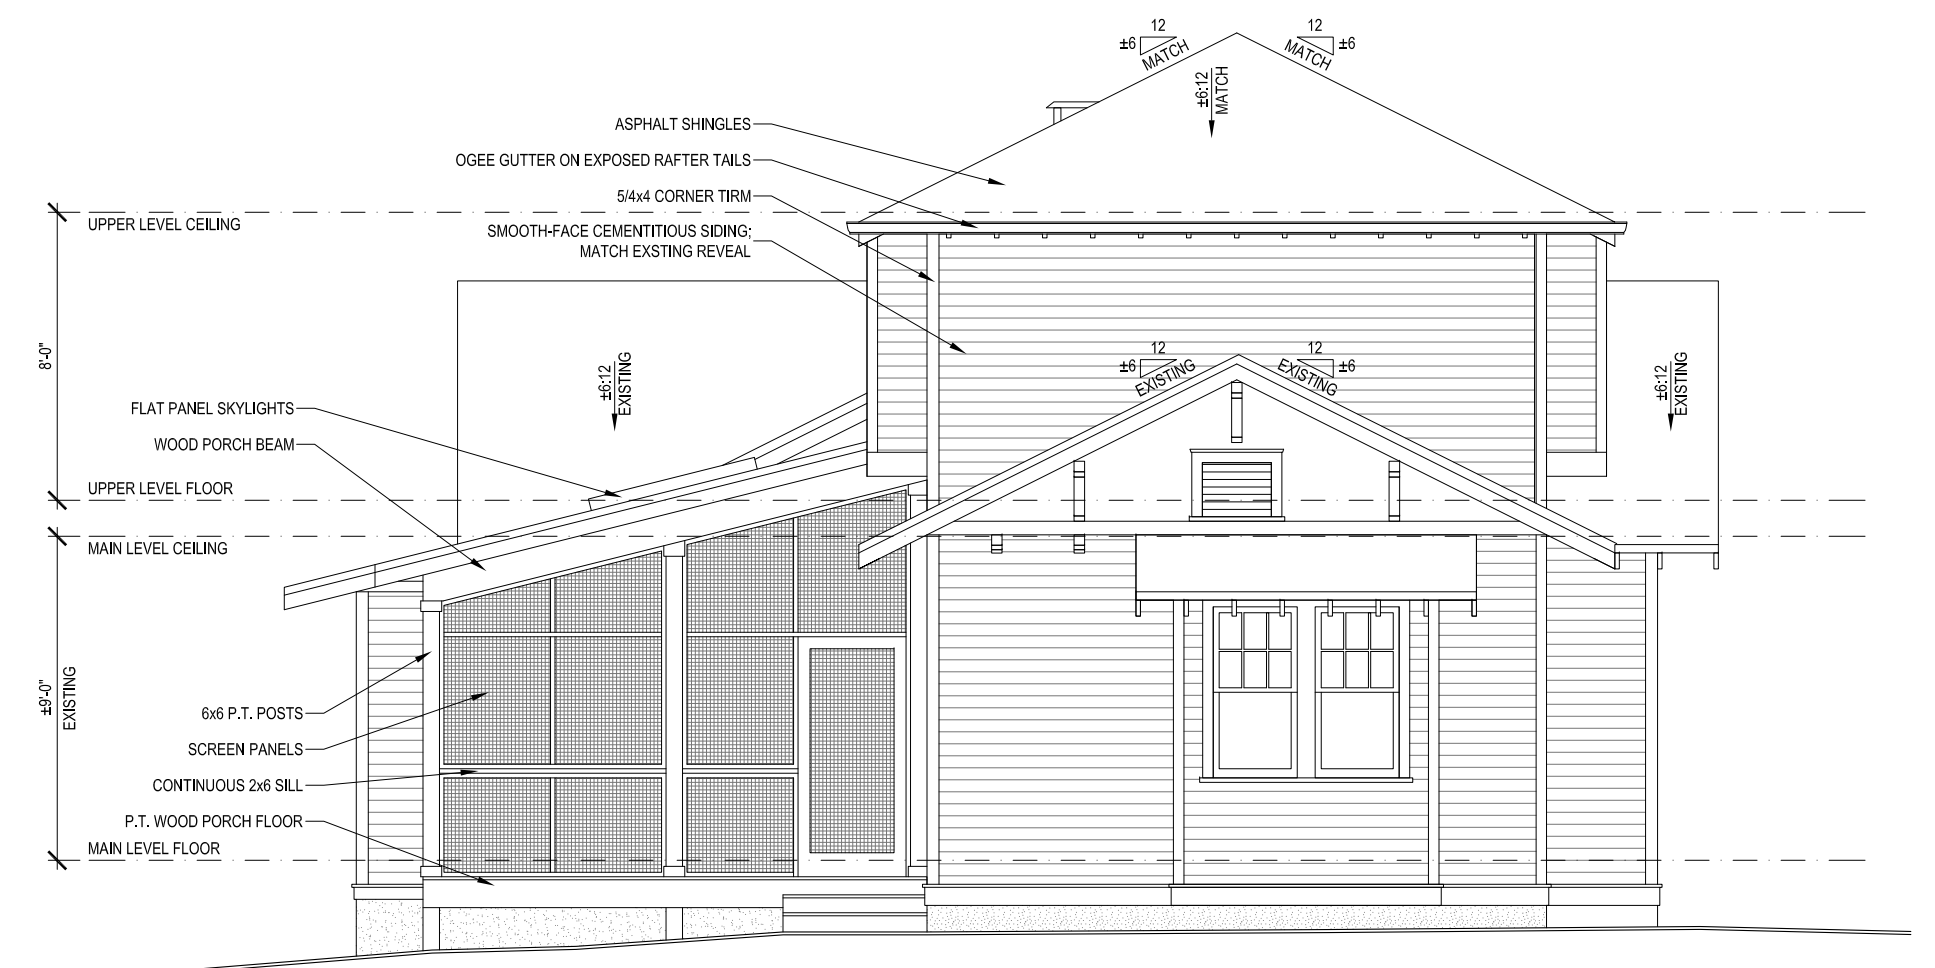 12 12
±6 ±6
MATCH MATCH
±6:12
MATCH
ASPHALT SHINGLES
OGEE GUTTER ON EXPOSED RAFTER TAILS
5/4x4 CORNER TIRM
UPPER LEVEL CEILING
SMOOTH-FACE CEMENTITIOUS SIDING;
MATCH EXSTING REVEAL
8'-0"
12 12
±6 ±6
EXISTING EXISTING
±6:12
EXISTING
±6:12
EXISTING
FLAT PANEL SKYLIGHTS
WOOD PORCH BEAM
UPPER LEVEL FLOOR
MAIN LEVEL CEILING
±9'-0"
EXISTING
6x6 P.T. POSTS
SCREEN PANELS
CONTINUOUS 2x6 SILL
P.T. WOOD PORCH FLOOR
MAIN LEVEL FLOOR